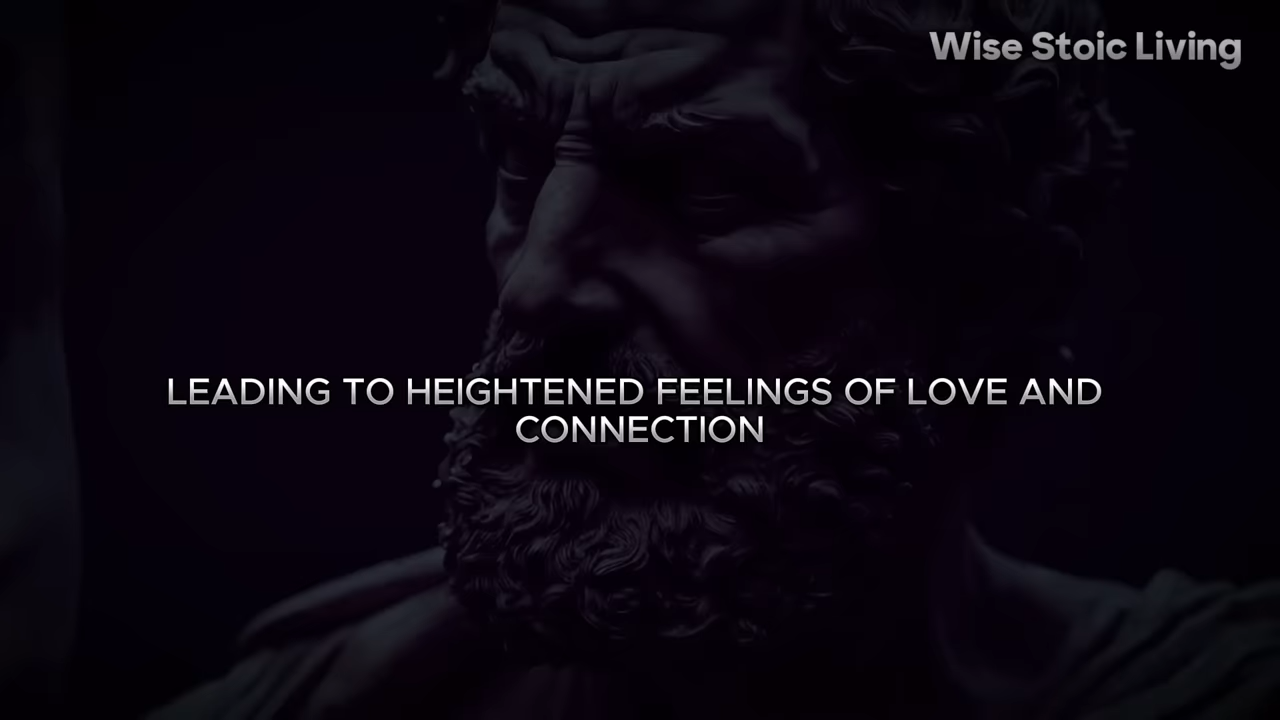 Wise Stoic Living
LEADING TO HEIGHTENED FEELINGS OF LOVE AND
CONNECTION